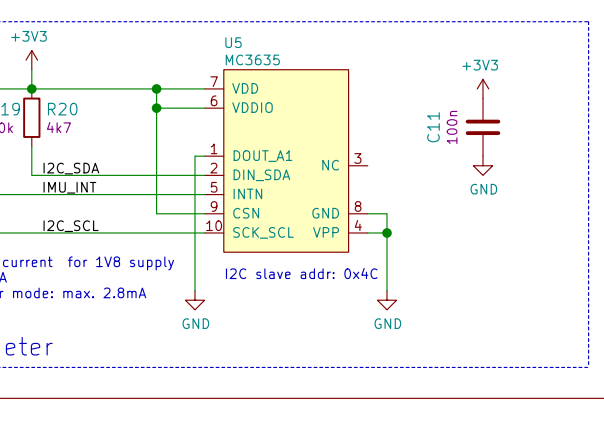 +3V3
U5
MC3635
+3V3
7 VDD
6 VDDIO
19 R20
0k 4k7
C11
100n
1 DOUT_A1
NC 3
I2C_SDA 2 DIN_SDA
IMU_INT 5 INTN
GND
9 CSN GND 8
I2C_SCL 10 SCK_SCL VPP 4
current for 1V8 supply
A
I2C slave addr: 0x4C
r mode: max. 2.8mA
GND GND
eter